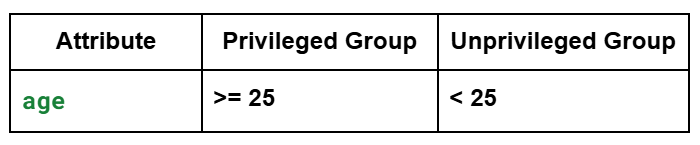 Attribute Privileged Group Unprivileged Group
age >= 25 < 25